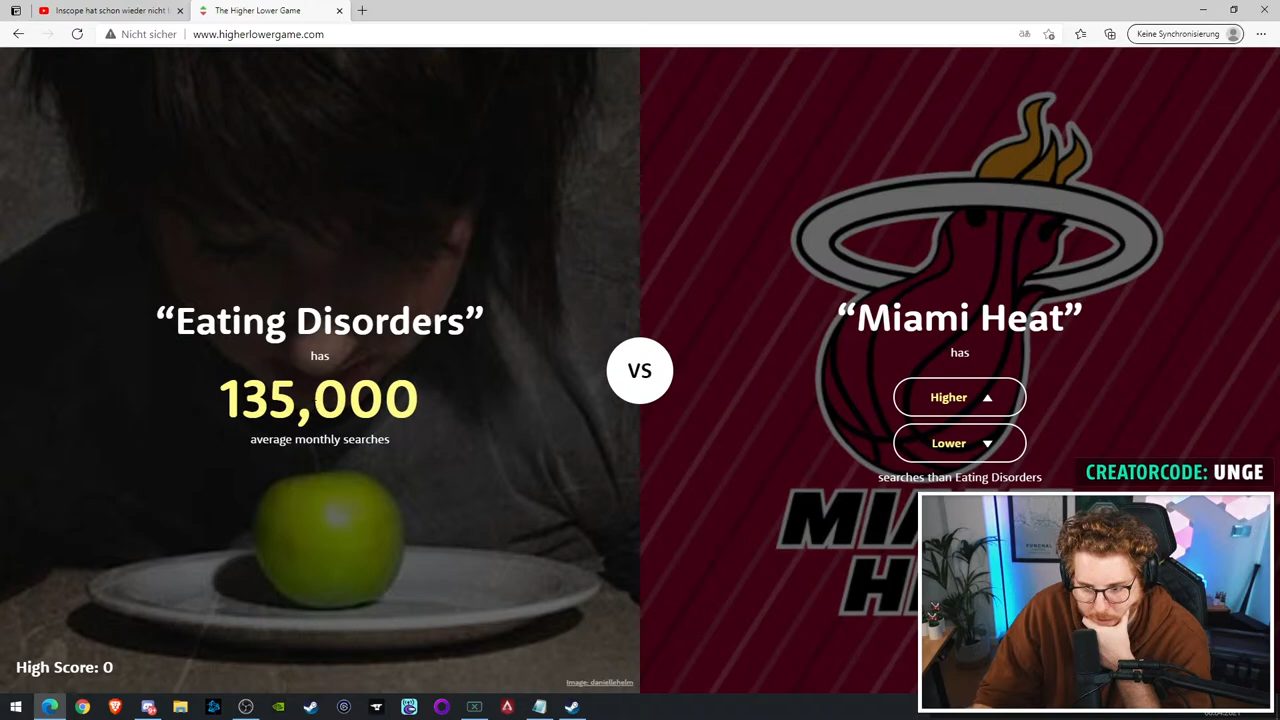 Inscope hat schon wieder nicht
The Higher Lower Game
Nicht sicher
www.higherlowergame.com
Keine Synchronisierung
“Eating Disorders”
has
135,000
average monthly searches
VS
“Miami Heat”
has
Higher
Lower
searches than Eating Disorders
CREATORCODE: UNGE
High Score: 0
Image: daniellehelm